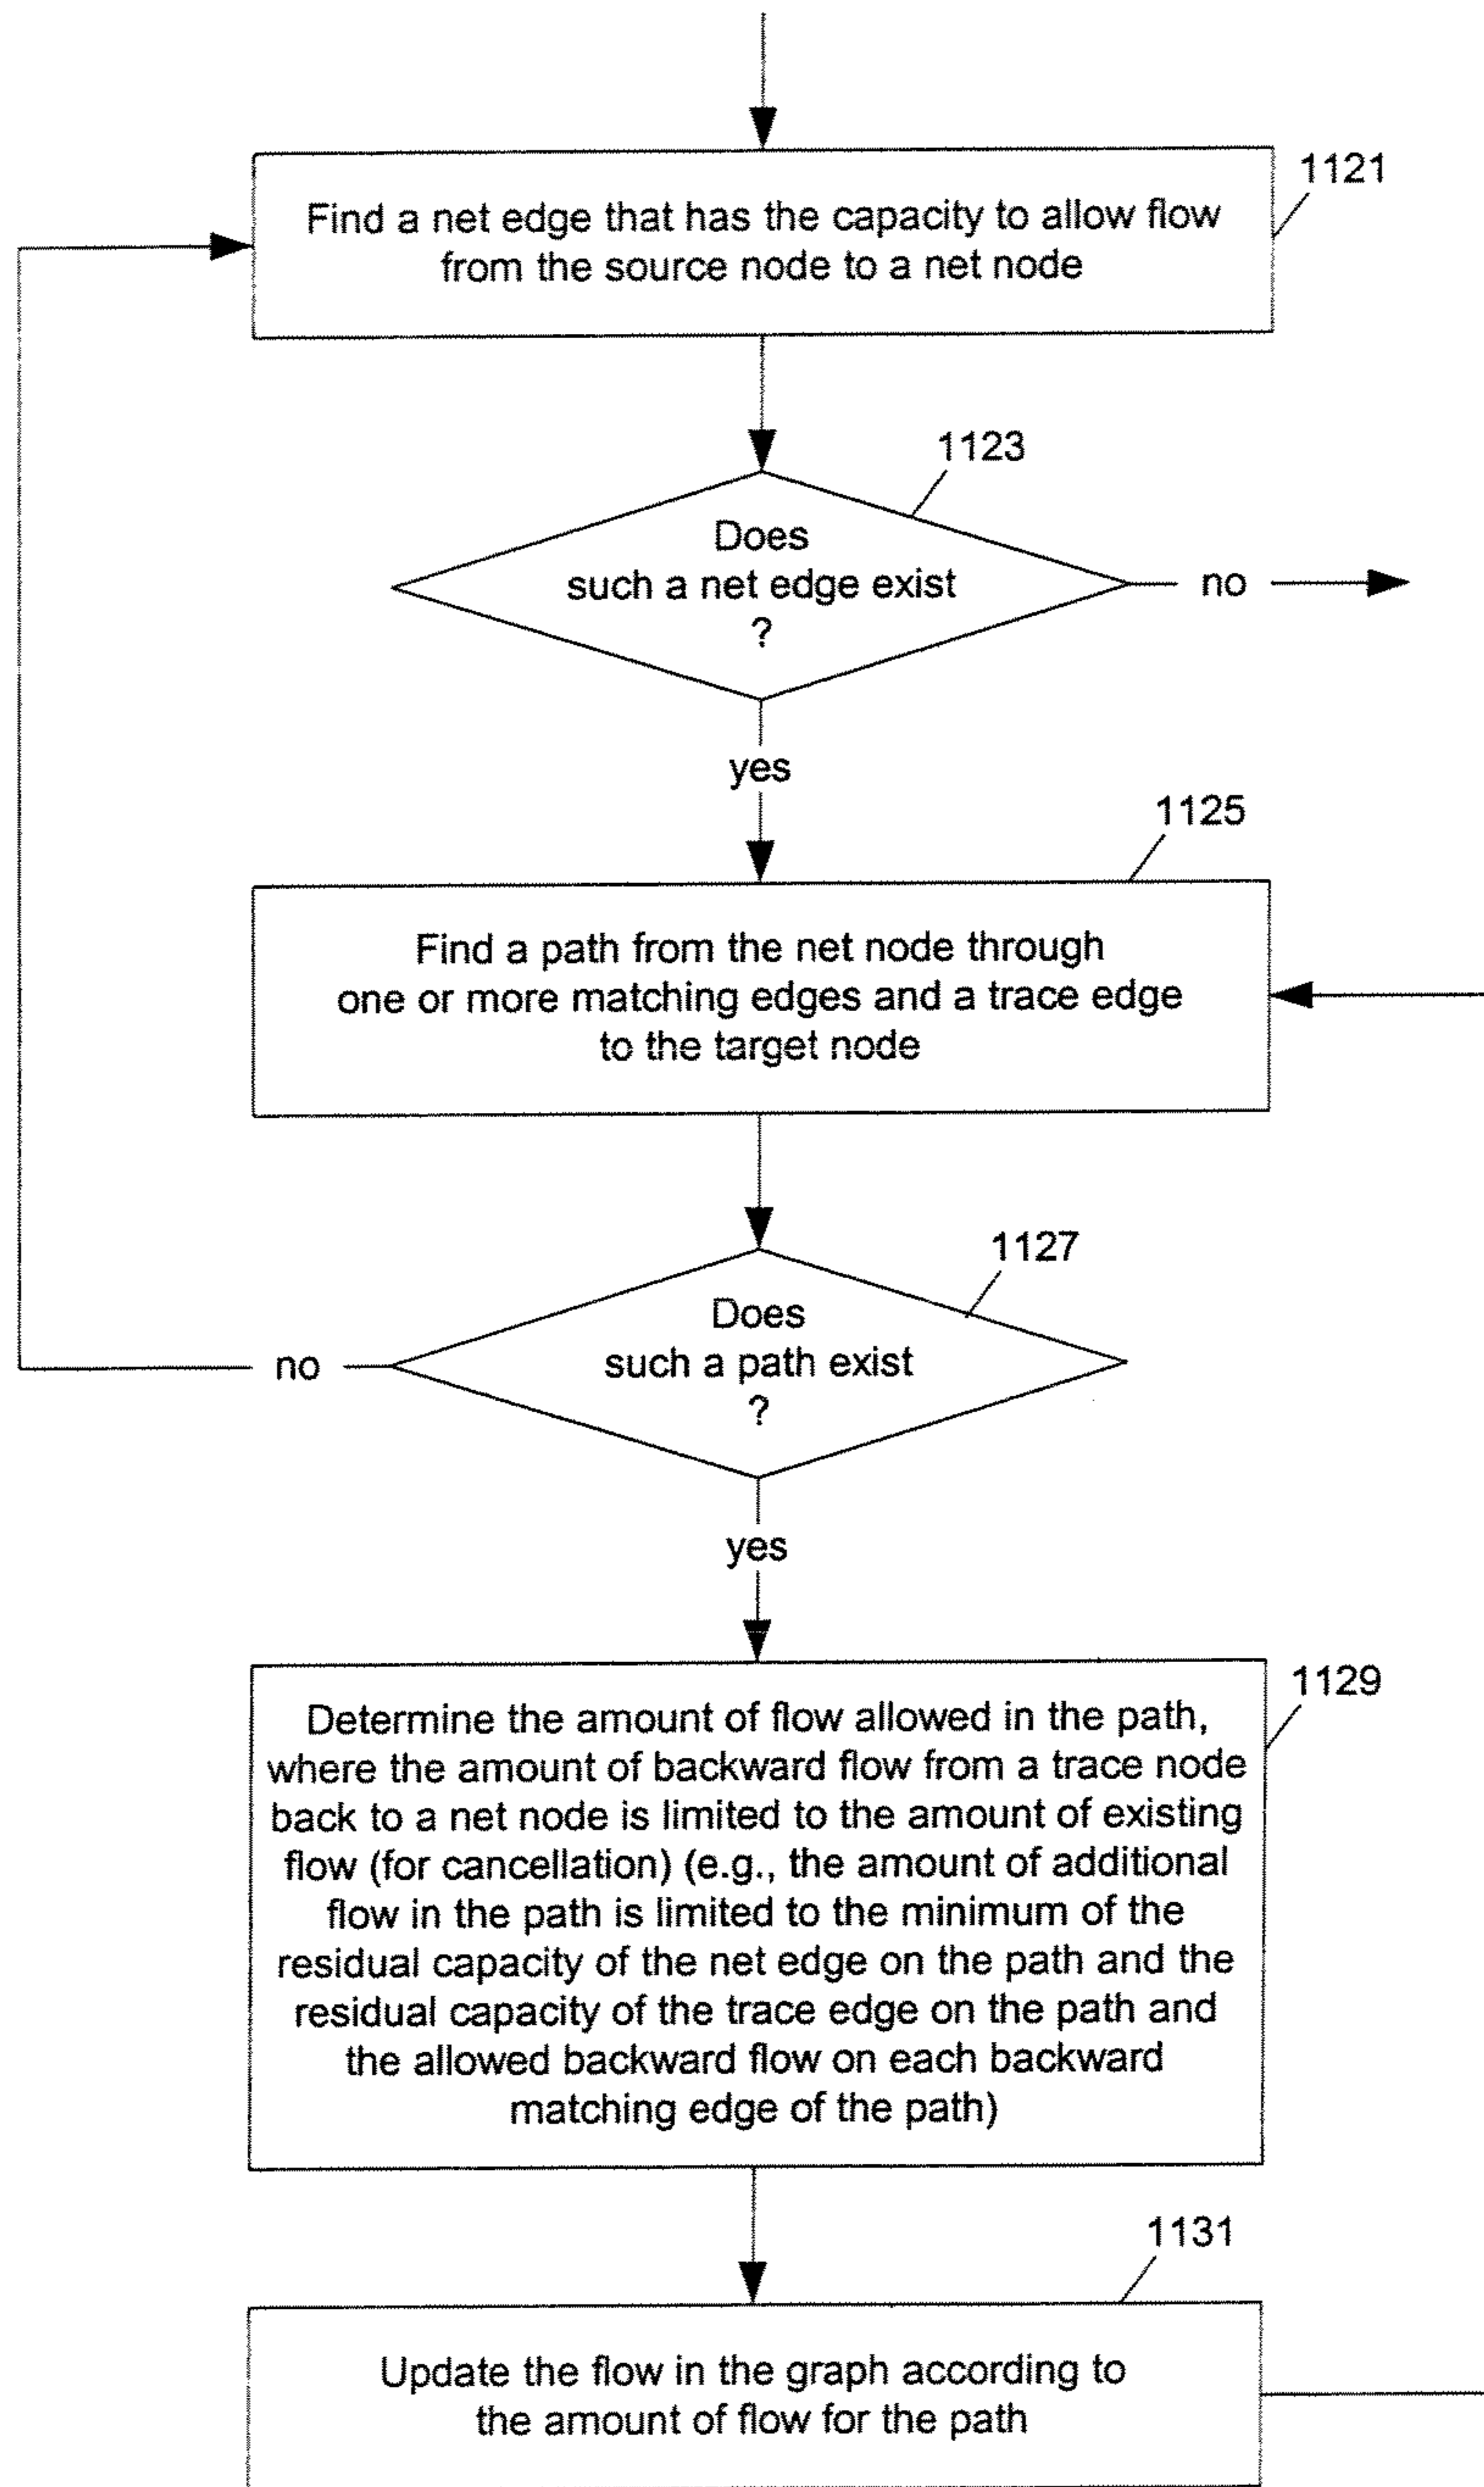 1121
Find a net edge that has the capacity to allow flow
from the source node to a net node
1123
Does
such a net edge exist
?
no
yes
1125
Find a path from the net node through
one or more matching edges and a trace edge
to the target node
1127
Does
such a path exist
?
no
yes
1129
Determine the amount of flow allowed in the path,
where the amount of backward flow from a trace node
back to a net node is limited to the amount of existing
flow (for cancellation) (e.g., the amount of additional
flow in the path is limited to the minimum of the
residual capacity of the net edge on the path and the
residual capacity of the trace edge on the path and
the allowed backward flow on each backward
matching edge of the path)
1131
Update the flow in the graph according to
the amount of flow for the path